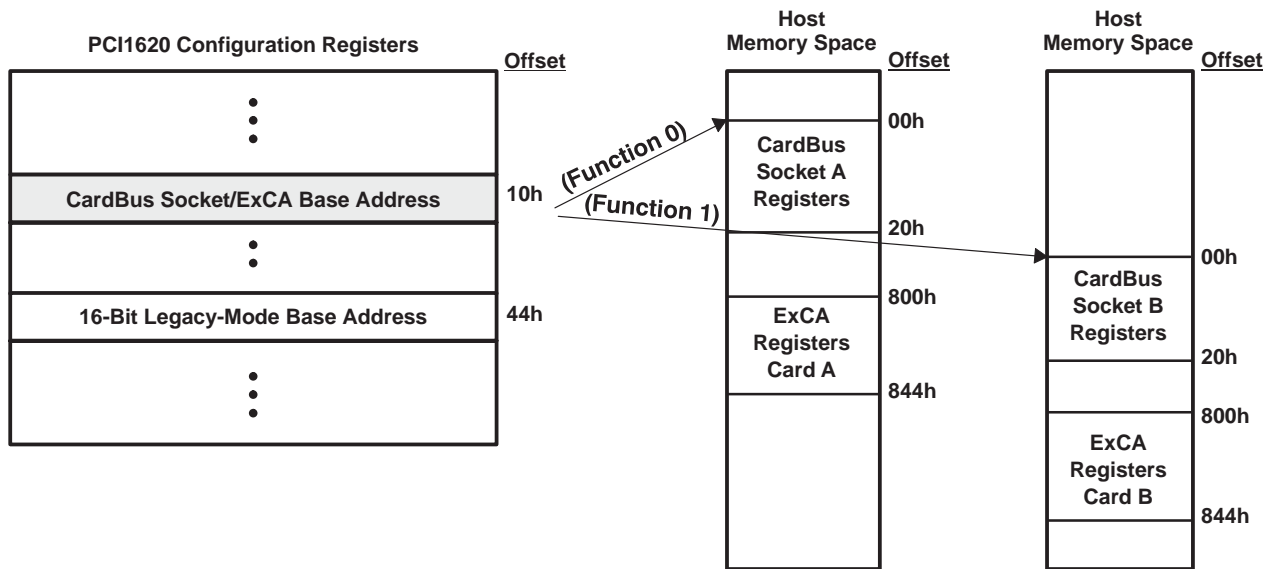 PCI1620 Configuration Registers
Offset
CardBus Socket/ExCA Base Address
10h
16-Bit Legacy-Mode Base Address
44h
(Function 0)
(Function 1)
Host
Memory Space
Offset
00h
CardBus
Socket A
Registers
20h
800h
ExCA
Registers
Card A
844h
Host
Memory Space
Offset
00h
CardBus
Socket B
Registers
20h
800h
ExCA
Registers
Card B
844h